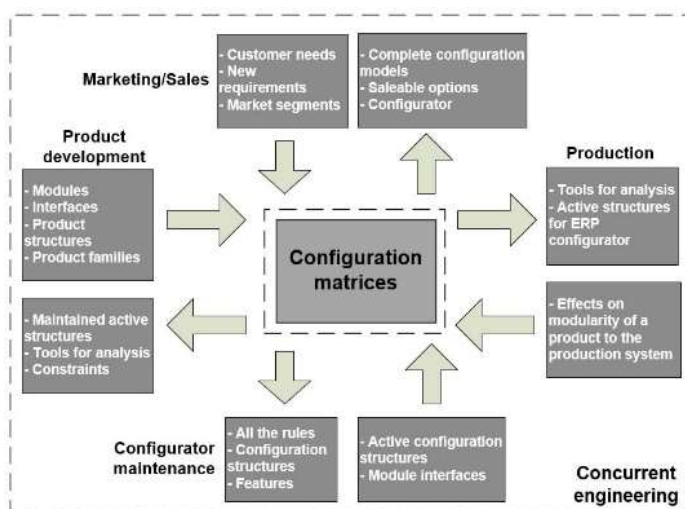 Marketing/Sales
- Customer needs
- New
requirements
- Market segments
- Complete configuration
models
- Saleable options
- Configurator
Product
development
- Modules
- Interfaces
- Product
structures
- Product families
Production
- Tools for analysis
- Active structures
for ERP
configurator
Configuration
matrices
- Maintained active
structures
- Tools for analysis
- Constraints
- Effects on
modularity of a
product to the
production system
Configurator
maintenance
- All the rules
- Configuration
structures
- Features
- Active configuration
structures
- Module interfaces
Concurrent
engineering